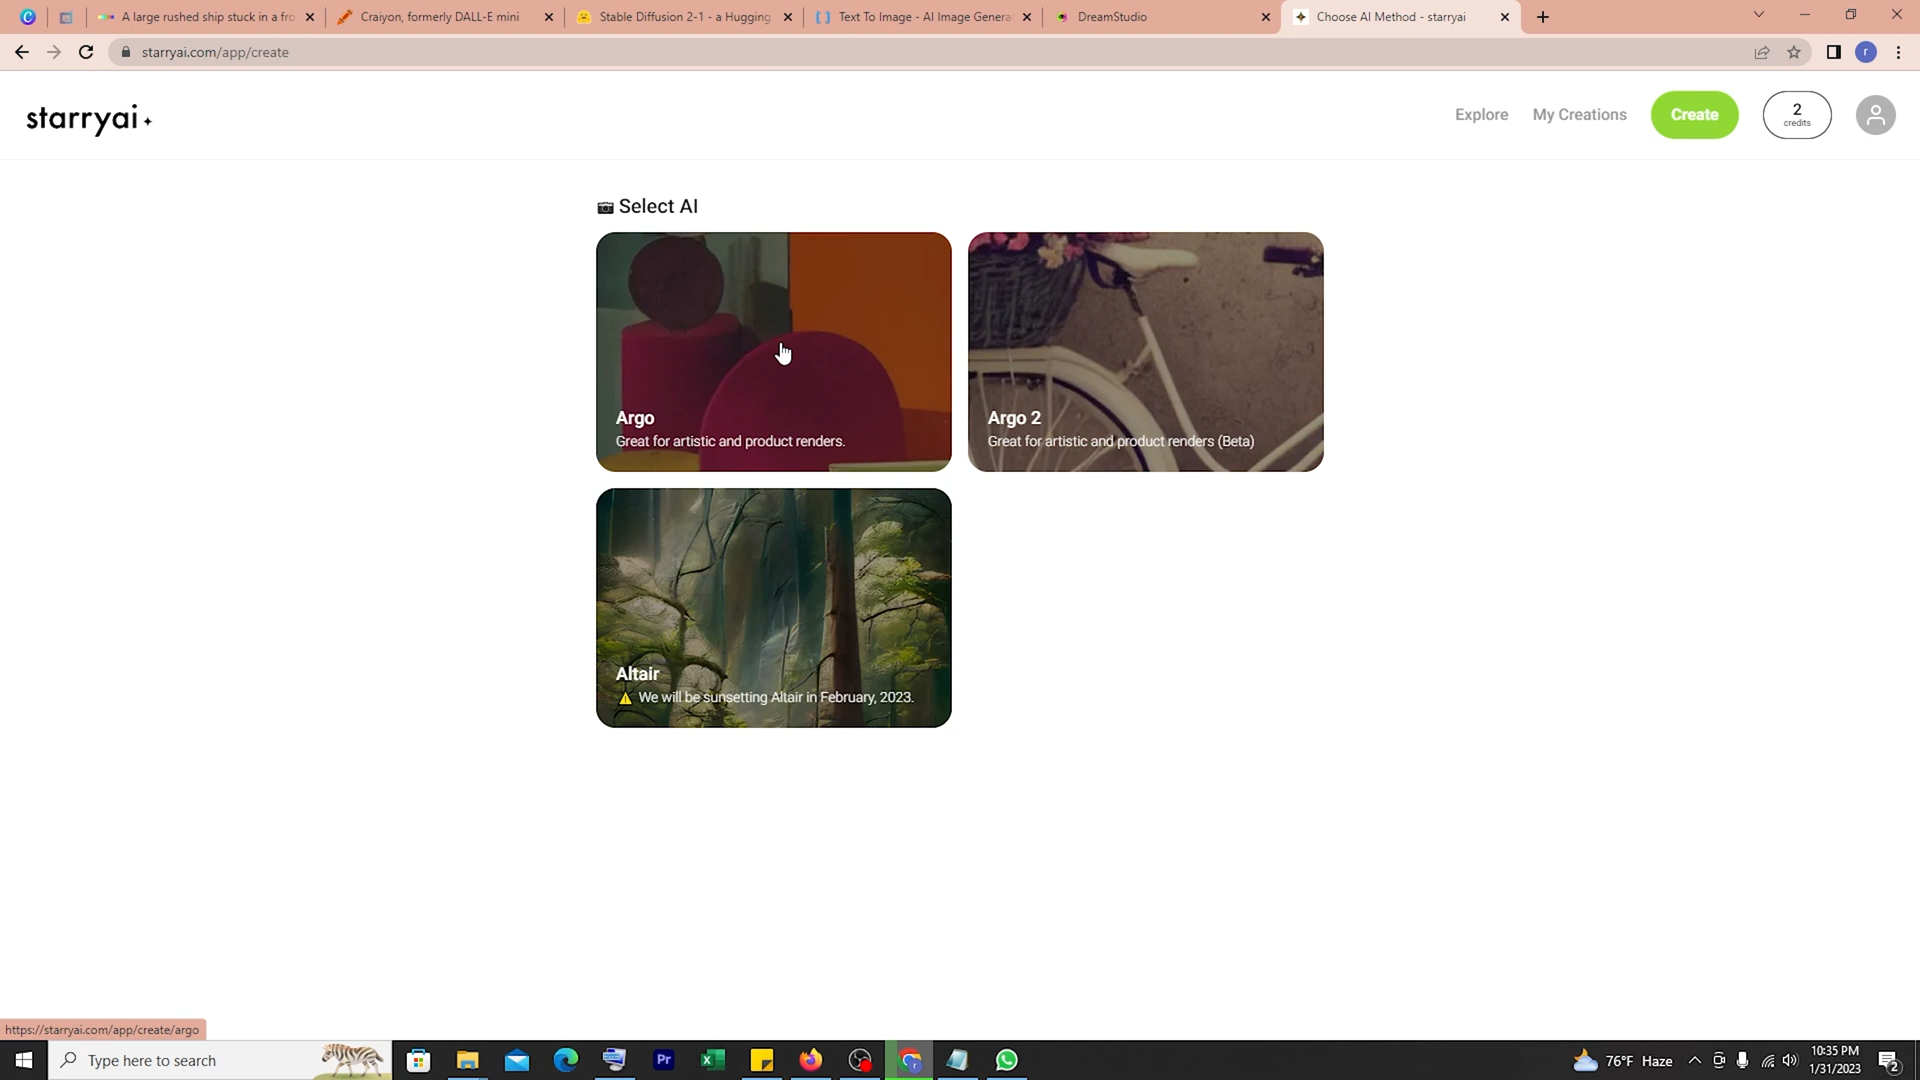 A large rushed ship stuck in a fro
Craiyon, formerly DALL-E mini
Stable Diffusion 2-1 - a Hugging
Text To Image - AI Image Genera
DreamStudio
Choose AI Method - starryai
starryai.com/app/create
r
starryai
Explore
My Creations
Create
2
credits
Select AI
Argo
Great for artistic and product renders.
Argo 2
Great for artistic and product renders (Beta)
Altair
We will be sunsetting Altair in February, 2023.
https://starryai.com/app/create/argo
Type here to search
Pr
76°F Haze
10:35 PM
1/31/2023
2